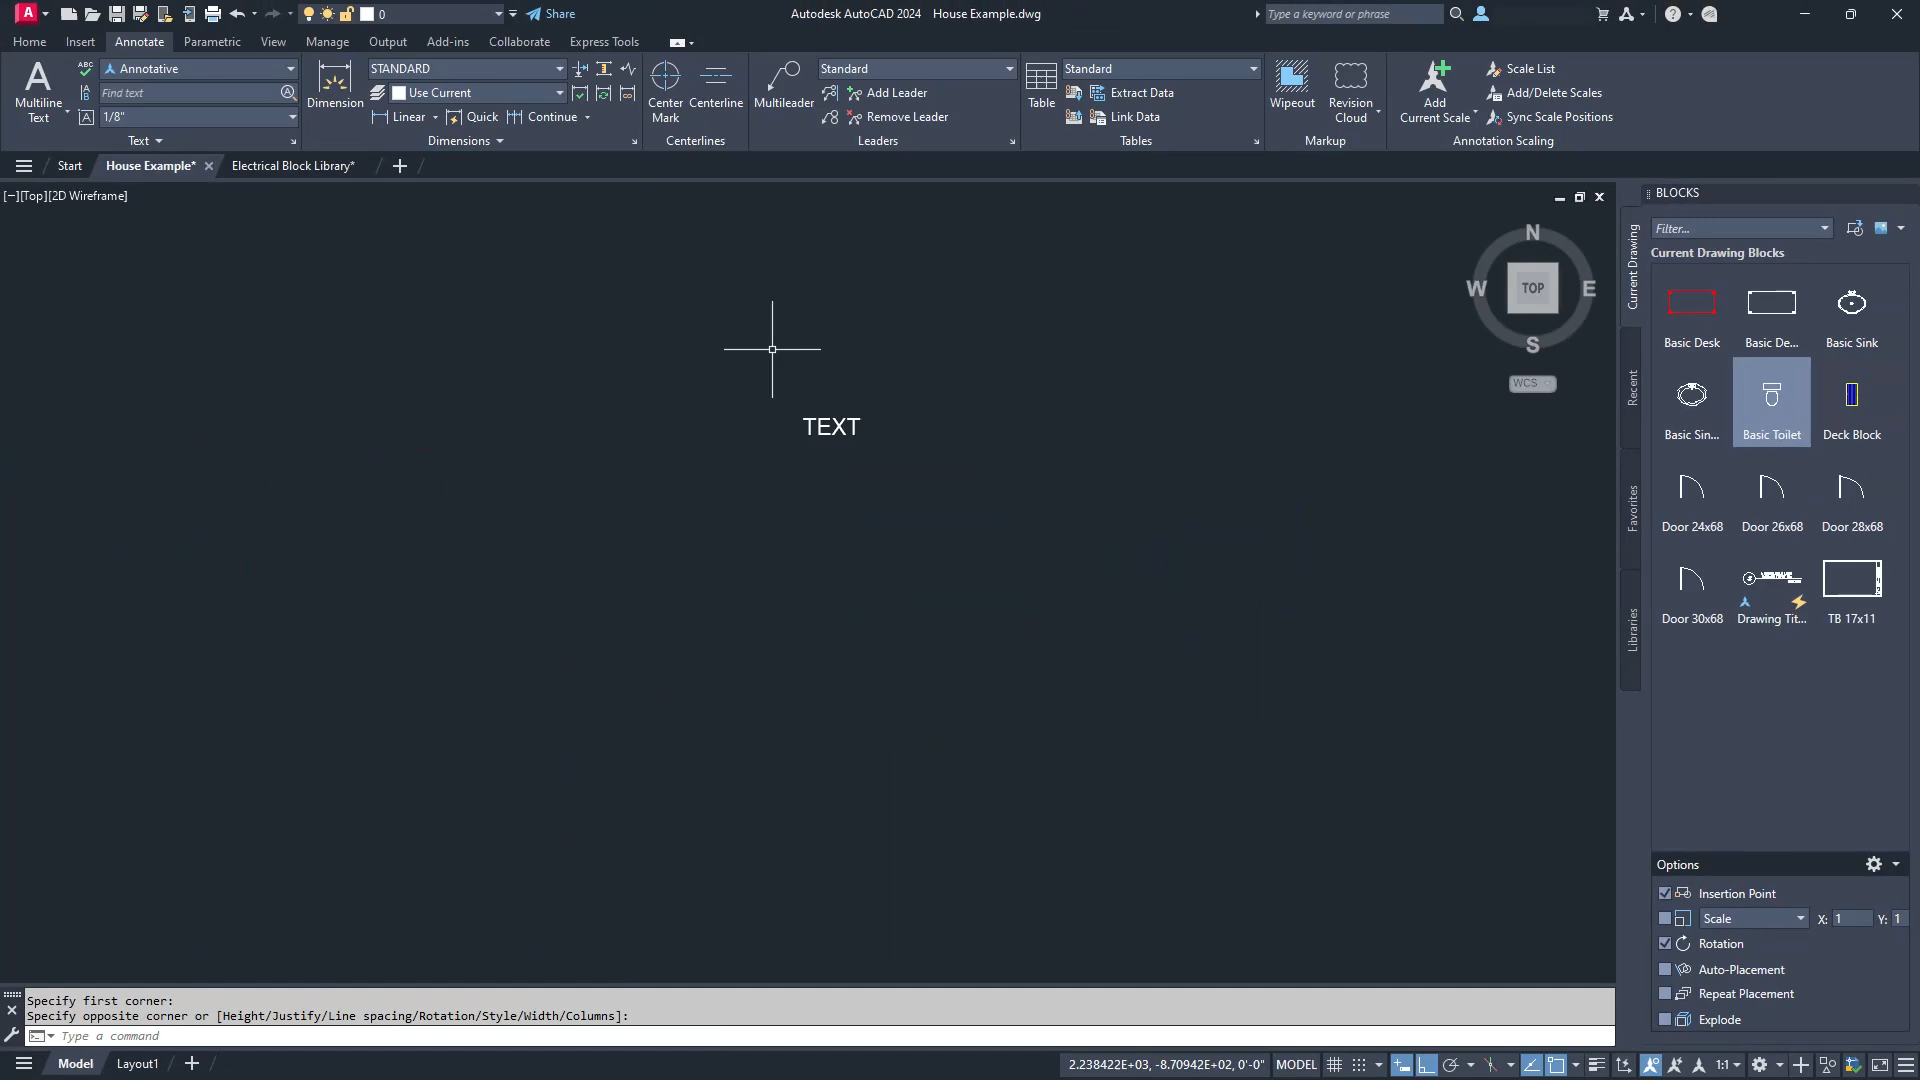 A
0
Share
Autodesk AutoCAD 2024 House Example.dwg
Type a keyword or phrase
Home Insert Annotate Parametric View Manage Output Add-ins Collaborate Express Tools
A
Multiline
Text
ABC
Annotative
Find text
1/8"
Text
Dimension
STANDARD
Use Current
Linear Quick Continue
Dimensions
Center
Mark
Centerline
Centerlines
Multileader
Standard
Add Leader
Remove Leader
Leaders
Table
Standard
Extract Data
Link Data
Tables
Wipeout
Revision
Cloud
Markup
Add
Current Scale
Scale List
Add/Delete Scales
Sync Scale Positions
Annotation Scaling
Start House Example* Electrical Block Library*
[−][Top][2D Wireframe]
N
W TOP E
S
WCS
TEXT
BLOCKS
Filter...
Current Drawing Blocks
Current Drawing
Recent
Favorites
Libraries
Basic Desk Basic De... Basic Sink
Basic Sin... Basic Toilet Deck Block
Door 24x68 Door 26x68 Door 28x68
Door 30x68 Drawing Tit... TB 17x11
Options
Insertion Point
Scale X: 1 Y: 1
Rotation
Auto-Placement
Repeat Placement
Explode
Specify first corner:
Specify opposite corner or [Height/Justify/Line spacing/Rotation/Style/Width/Columns]:
Type a command
Model Layout1
2.238422E+03, -8.70942E+02, 0'-0" MODEL
1:1